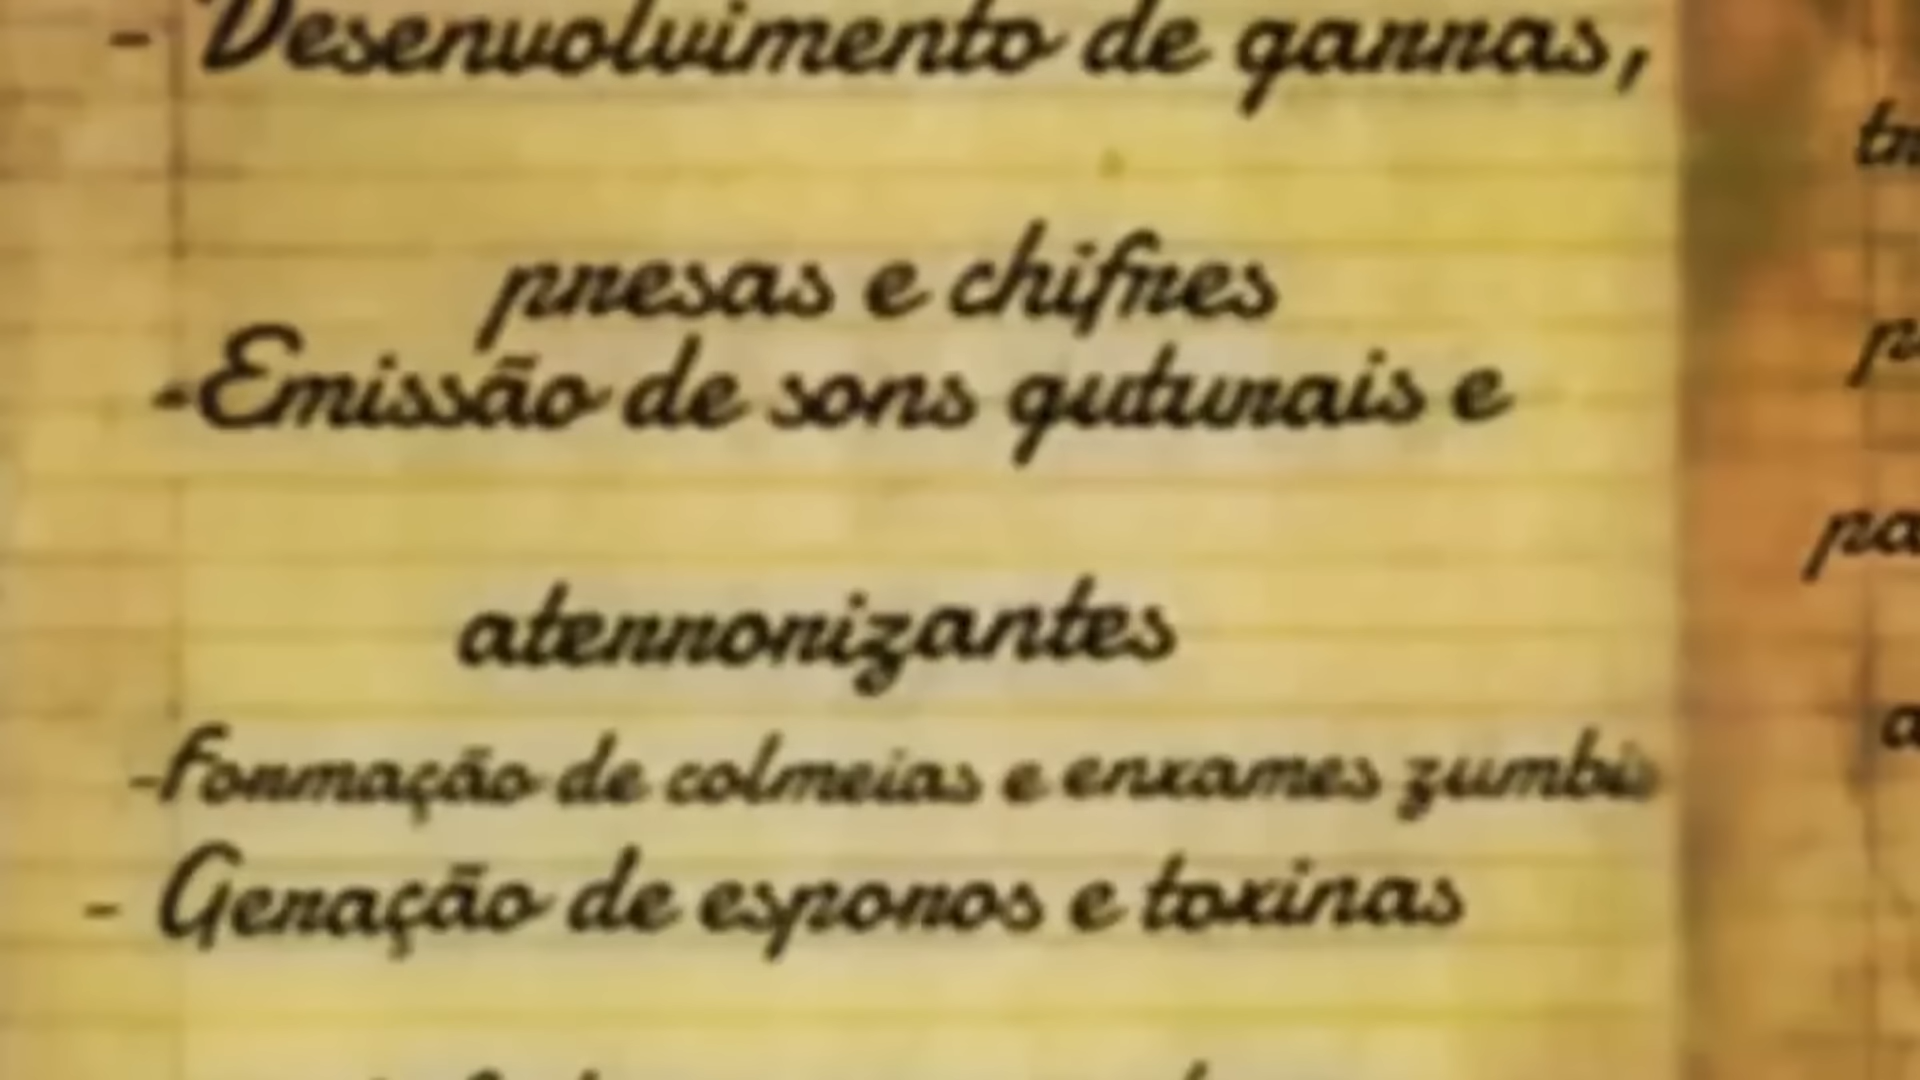 - Desenvolvimento de garras,
presas e chifres
-Emissão de sons guturais e
aterrorizantes
-Formação de colmeias e enxames zumbis
- Geração de esporos e toxinas